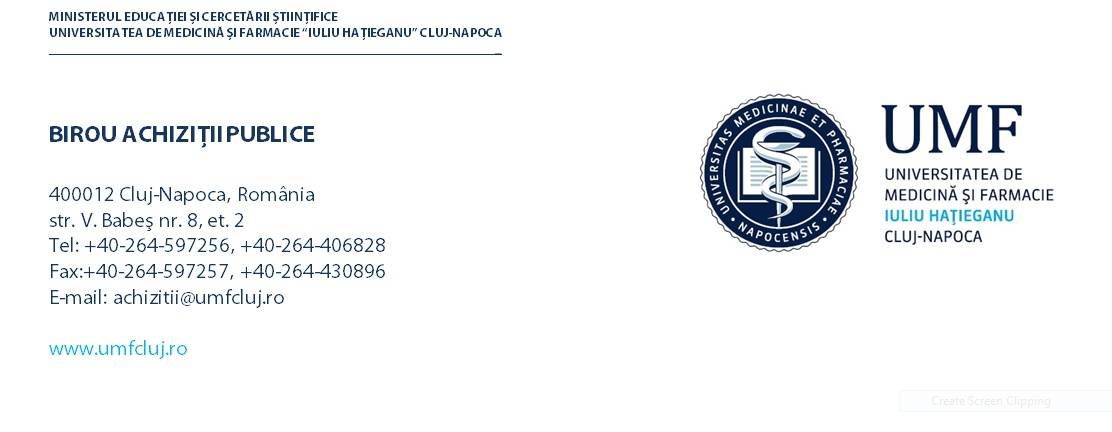 MINISTERUL EDUCAȚIEI ȘI CERCETĂRII ȘTIINȚIFICE
UNIVERSITATEA DE MEDICINĂ ȘI FARMACIE “IULIU HAȚIEGANU” CLUJ-NAPOCA
BIROU ACHIZIȚII PUBLICE
400012 Cluj-Napoca, România
str. V. Babeş nr. 8, et. 2
Tel: +40-264-597256, +40-264-406828
Fax:+40-264-597257, +40-264-430896
E-mail: achizitii@umfcluj.ro
www.umfcluj.ro
UNIVERSITAS MEDICINAE ET PHARMACIAE
• NAPOCENSIS •
UMF
UNIVERSITATEA DE
MEDICINĂ ŞI FARMACIE
IULIU HAŢIEGANU
CLUJ-NAPOCA
Create Screen Clipping